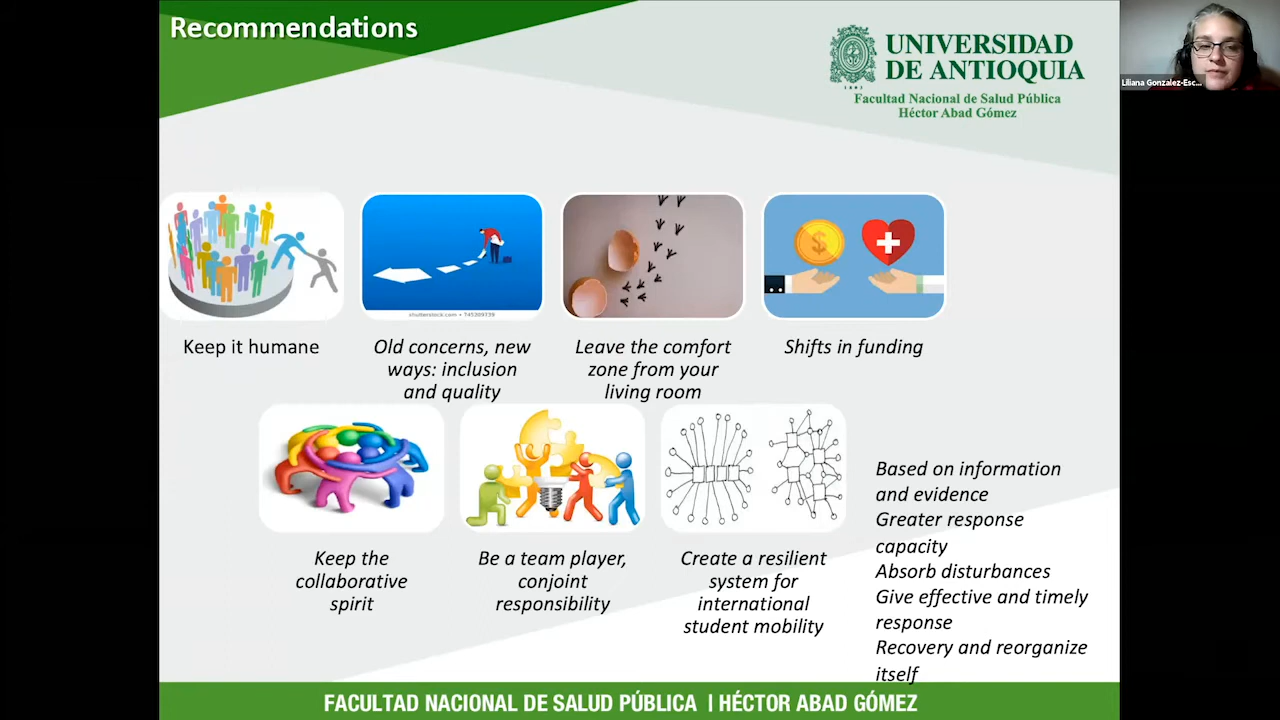 Recommendations
UNIVERSIDAD
DE ANTIOQUIA
1803
Facultad Nacional de Salud Pública
Héctor Abad Gómez
Liliana Gonzalez-Esc...
shutterstock.com • 745309739
Keep it humane
Old concerns, new
ways: inclusion
and quality
Leave the comfort
zone from your
living room
Shifts in funding
Keep the
collaborative
spirit
Be a team player,
conjoint
responsibility
Create a resilient
system for
international
student mobility
Based on information
and evidence
Greater response
capacity
Absorb disturbances
Give effective and timely
response
Recovery and reorganize
itself
FACULTAD NACIONAL DE SALUD PÚBLICA | HÉCTOR ABAD GÓMEZ